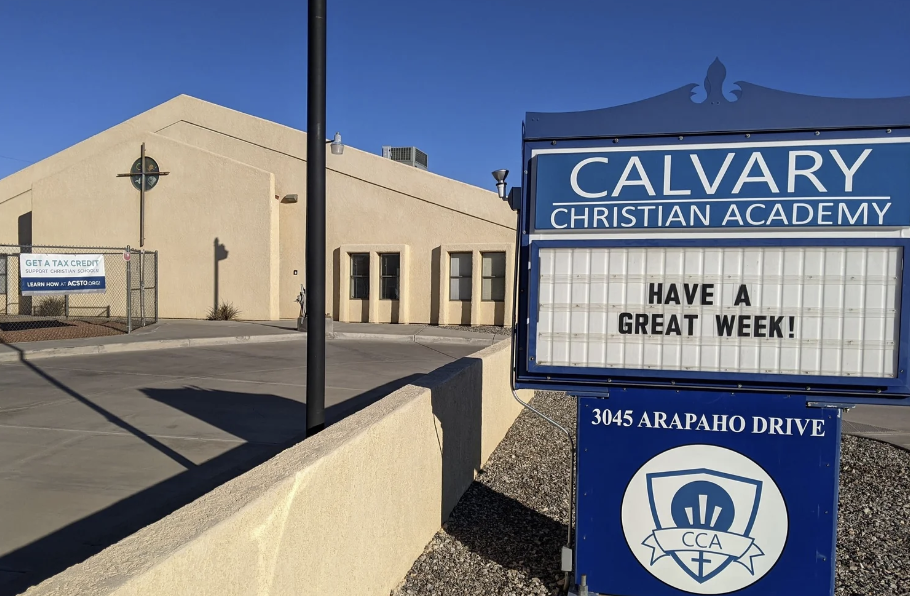 CALVARY
CHRISTIAN ACADEMY
HAVE A
GREAT WEEK!
3045 ARAPAHO DRIVE
CCA
GET A TAX CREDIT
SUPPORT CHRISTIAN SCHOOLS
LEARN HOW AT ACSTO.ORG!